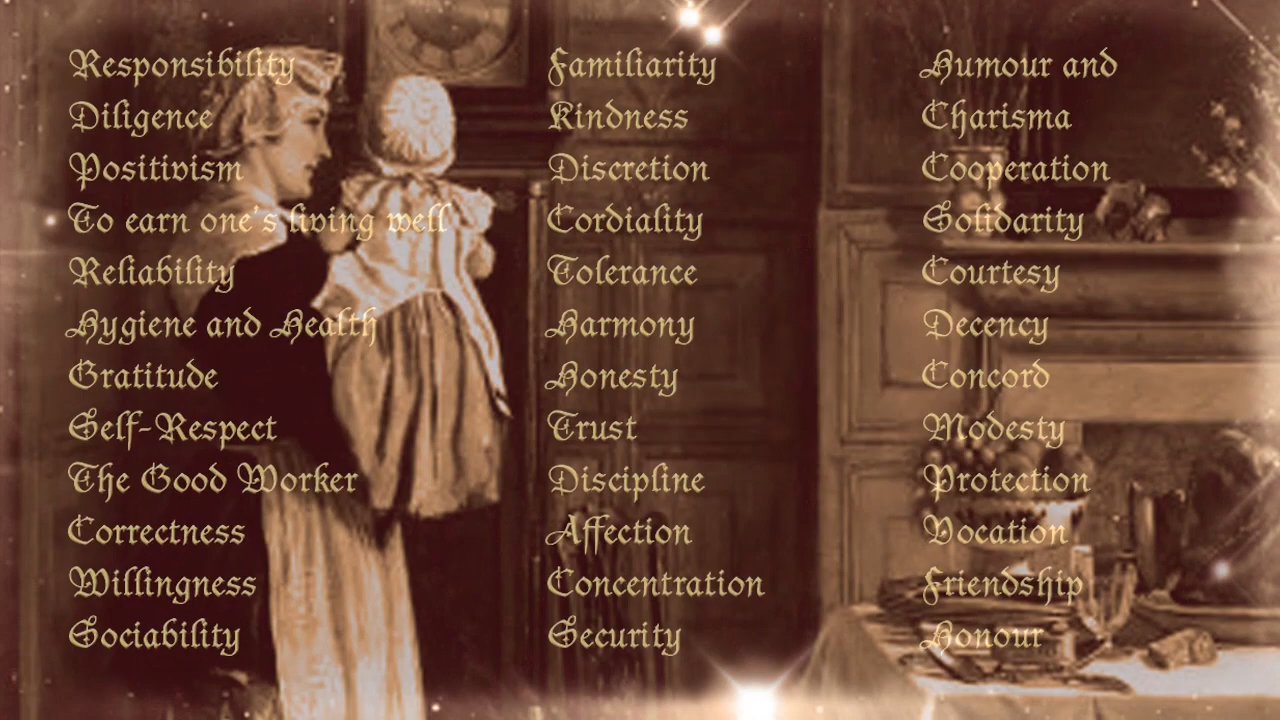 Responsibility
Diligence
Positivism
To earn one's living well
Reliability
Hygiene and Health
Gratitude
Self-Respect
The Good Worker
Correctness
Willingness
Sociability
Familiarity
Kindness
Discretion
Cordiality
Tolerance
Harmony
Honesty
Trust
Discipline
Affection
Concentration
Security
Humour and
Charisma
Cooperation
Solidarity
Courtesy
Decency
Concord
Modesty
Protection
Vocation
Friendship
Honour